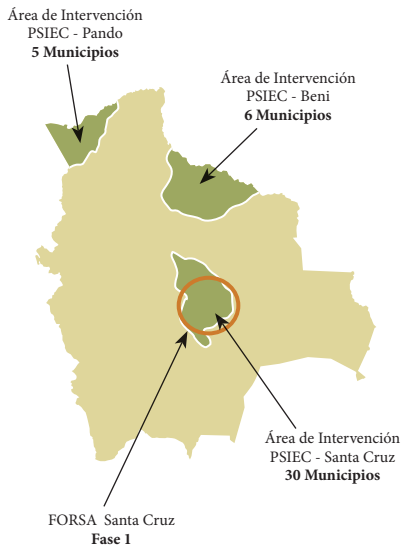 Área de Intervención
PSIEC - Pando
5 Municipios
Área de Intervención
PSIEC - Beni
6 Municipios
Área de Intervención
PSIEC - Santa Cruz
30 Municipios
FORSA Santa Cruz
Fase 1